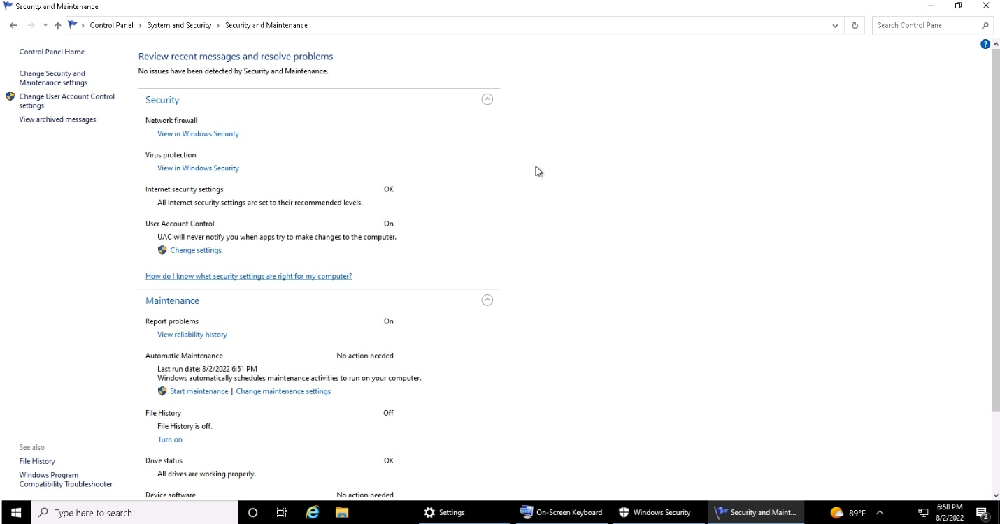 Security and Maintenance
Control Panel > System and Security > Security and Maintenance
Search Control Panel
Control Panel Home
Change Security and
Maintenance settings
Change User Account Control
settings
View archived messages
Review recent messages and resolve problems
No issues have been detected by Security and Maintenance.
Security
Network firewall
View in Windows Security
Virus protection
View in Windows Security
Internet security settings OK
All Internet security settings are set to their recommended levels.
User Account Control On
UAC will never notify you when apps try to make changes to the computer.
Change settings
How do I know what security settings are right for my computer?
Maintenance
Report problems On
View reliability history
Automatic Maintenance No action needed
Last run date: 8/2/2022 6:51 PM
Windows automatically schedules maintenance activities to run on your computer.
Start maintenance | Change maintenance settings
File History Off
File History is off.
Turn on
Drive status OK
All drives are working properly.
Device software No action needed
See also
File History
Windows Program
Compatibility Troubleshooter
Type here to search
Settings
On-Screen Keyboard
Windows Security
Security and Maint...
89°F
6:58 PM
8/2/2022
2